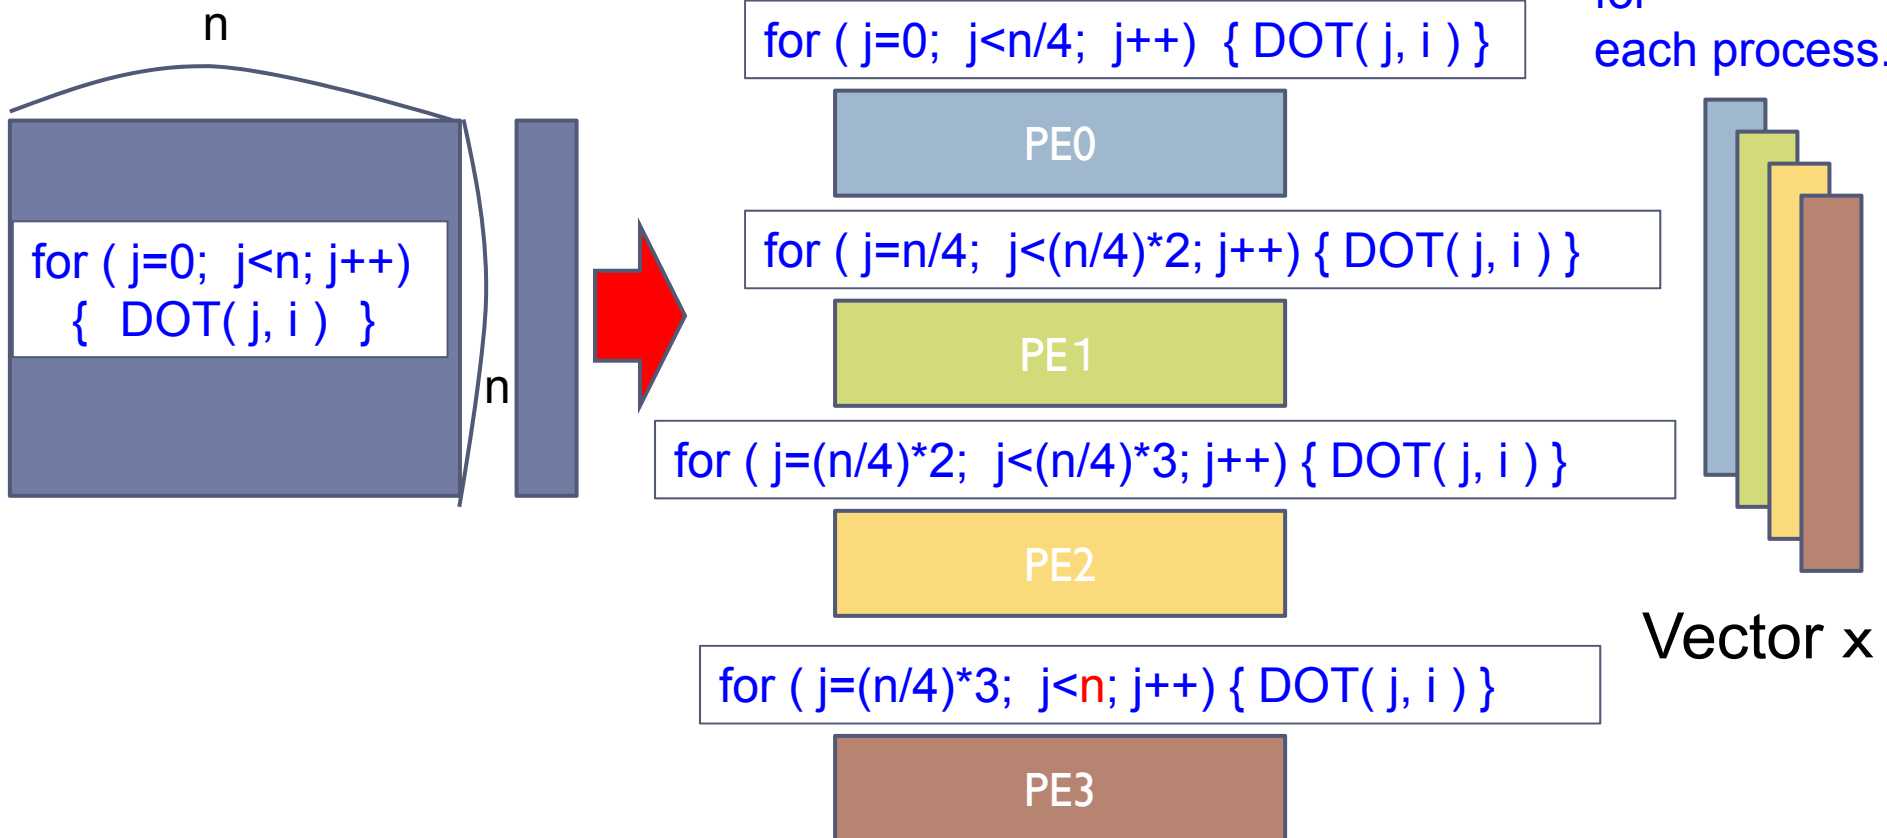 n
for ( j=0; j<n; j++)
{ DOT( j, i ) }
n
for ( j=0; j<n/4; j++) { DOT( j, i ) }
PE0
for ( j=n/4; j<(n/4)*2; j++) { DOT( j, i ) }
PE1
for ( j=(n/4)*2; j<(n/4)*3; j++) { DOT( j, i ) }
PE2
for ( j=(n/4)*3; j<n; j++) { DOT( j, i ) }
PE3
for
each process.
Vector x